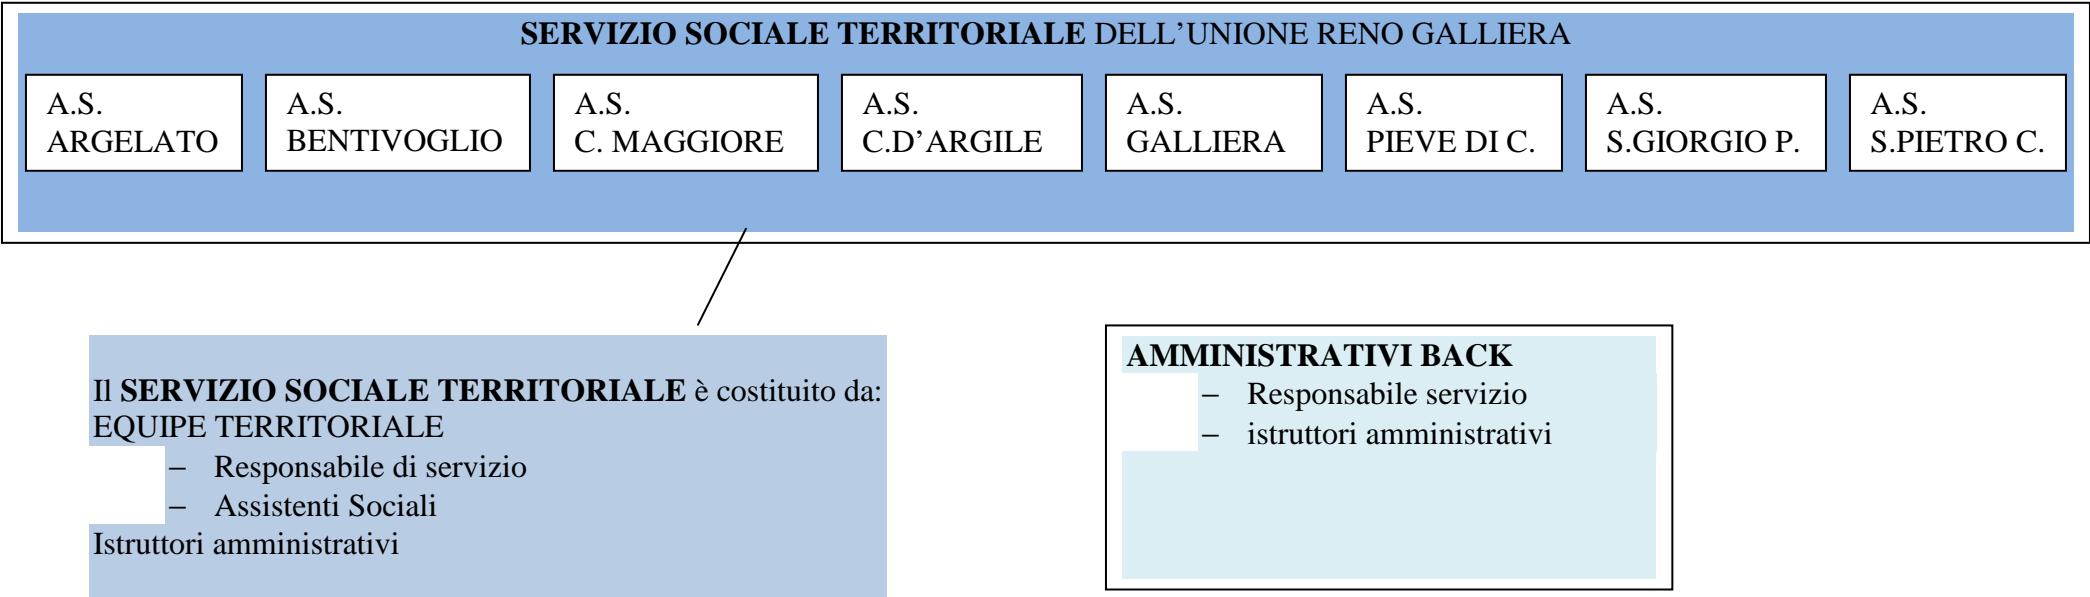 SERVIZIO SOCIALE TERRITORIALE DELL’UNIONE RENO GALLIERA
A.S.
ARGELATO
A.S.
BENTIVOGLIO
A.S.
C. MAGGIORE
A.S.
C.D’ARGILE
A.S.
GALLIERA
A.S.
PIEVE DI C.
A.S.
S.GIORGIO P.
A.S.
S.PIETRO C.
Il SERVIZIO SOCIALE TERRITORIALE è costituito da:
EQUIPE TERRITORIALE
– Responsabile di servizio
– Assistenti Sociali
Istruttori amministrativi
AMMINISTRATIVI BACK
– Responsabile servizio
– istruttori amministrativi